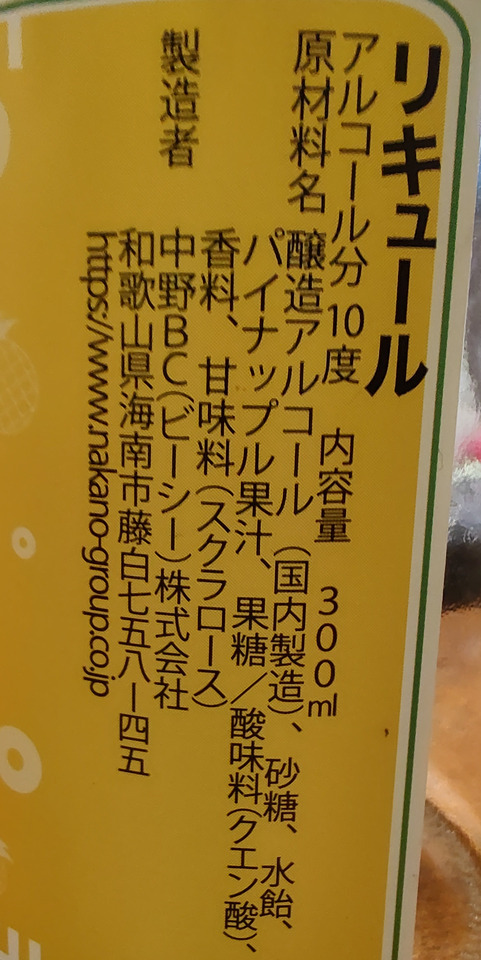 リキュール
アルコール分 10度 内容量 300ml
原材料名 醸造アルコール(国内製造)、砂糖、水飴、
パイナップル果汁、果糖/酸味料(クエン酸)、
香料、甘味料(スクラロース)
製造者 中野BC(ビーシー)株式会社
和歌山県海南市藤白七五八ー四五
https://www.nakano-group.co.jp